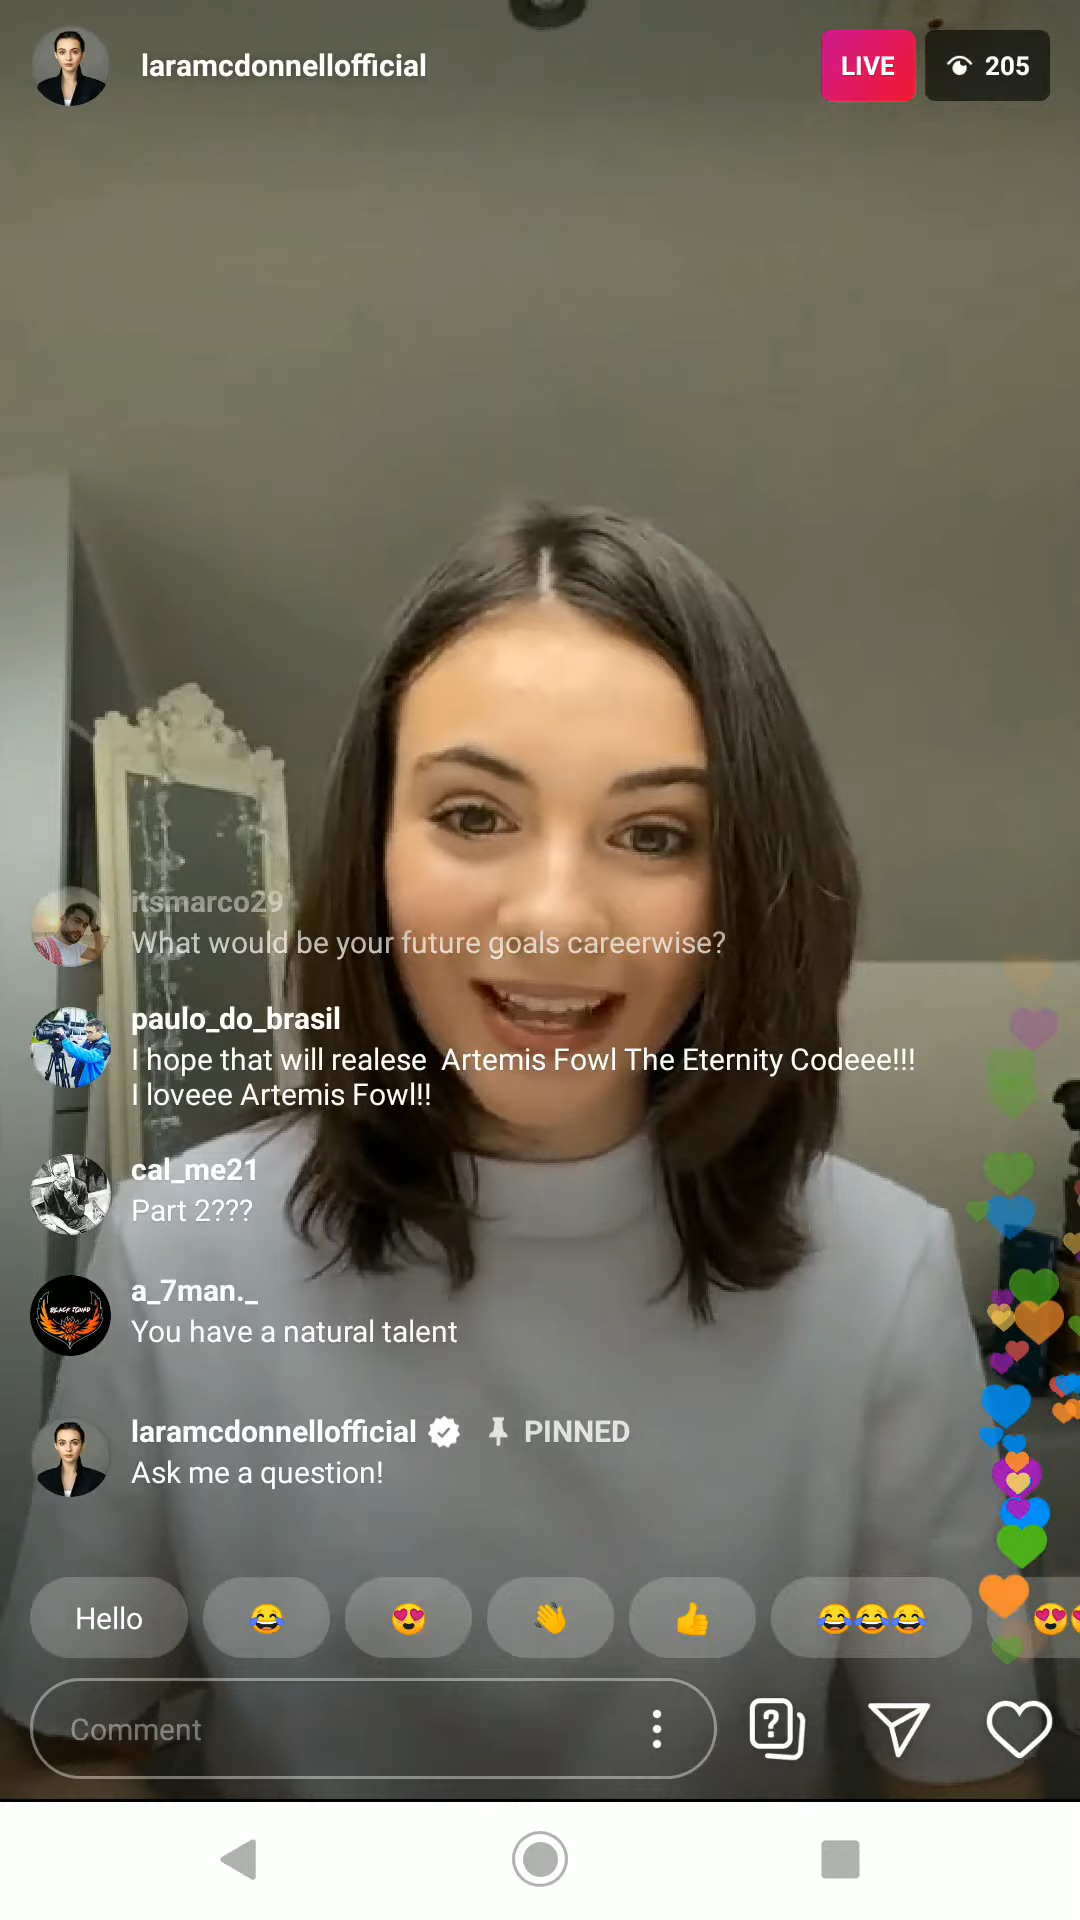 laramcdonnellofficial
LIVE
205
itsmarco29
What would be your future goals careerwise?
paulo_do_brasil
I hope that will realese Artemis Fowl The Eternity Codeee!!!
I loveee Artemis Fowl!!
cal_me21
Part 2???
a_7man._
You have a natural talent
BLACK SQUAD
laramcdonnellofficial PINNED
Ask me a question!
Hello
Comment
?